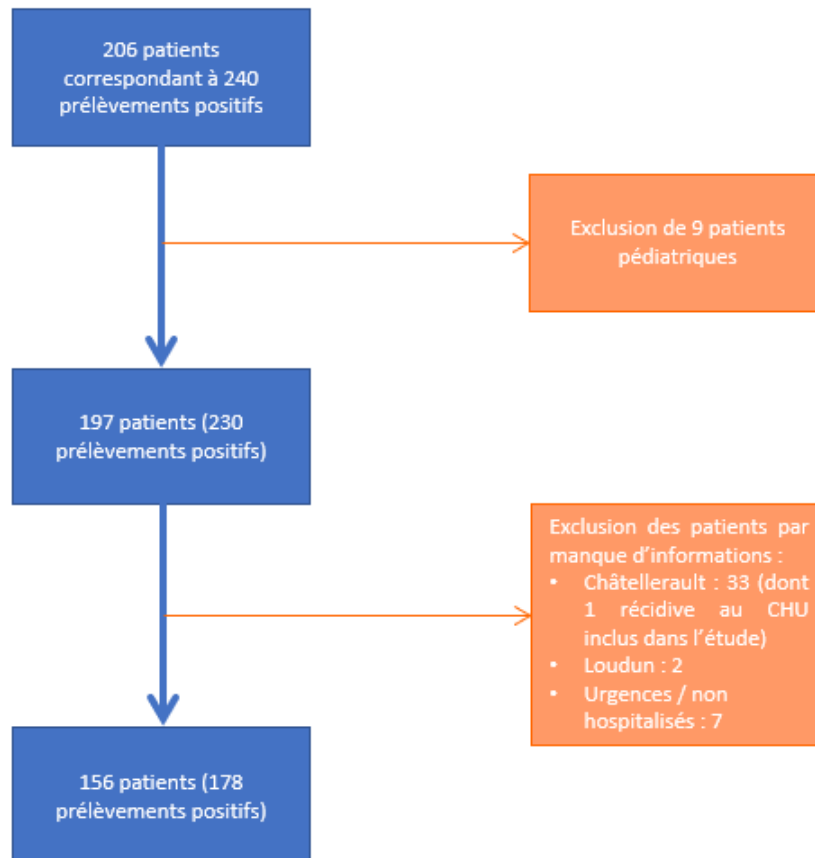 206 patients
correspondant à 240
prélèvements positifs
Exclusion de 9 patients
pédiatriques
197 patients (230
prélèvements positifs)
Exclusion des patients par
manque d'informations :
• Châtellerault : 33 (dont
1 récidive au CHU
inclus dans l'étude)
• Loudun : 2
• Urgences / non
hospitalisés : 7
156 patients (178
prélèvements positifs)